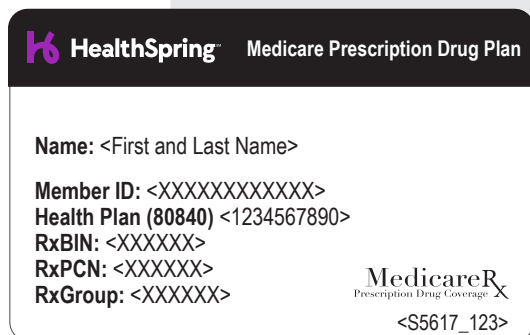 HealthSpring℠ Medicare Prescription Drug Plan
Name: <First and Last Name>
Member ID: <XXXXXXXXXXXX>
Health Plan (80840) <1234567890>
RxBIN: <XXXXXX>
RxPCN: <XXXXXX>
RxGroup: <XXXXXX>
MedicareRx
Prescription Drug Coverage
<S5617_123>